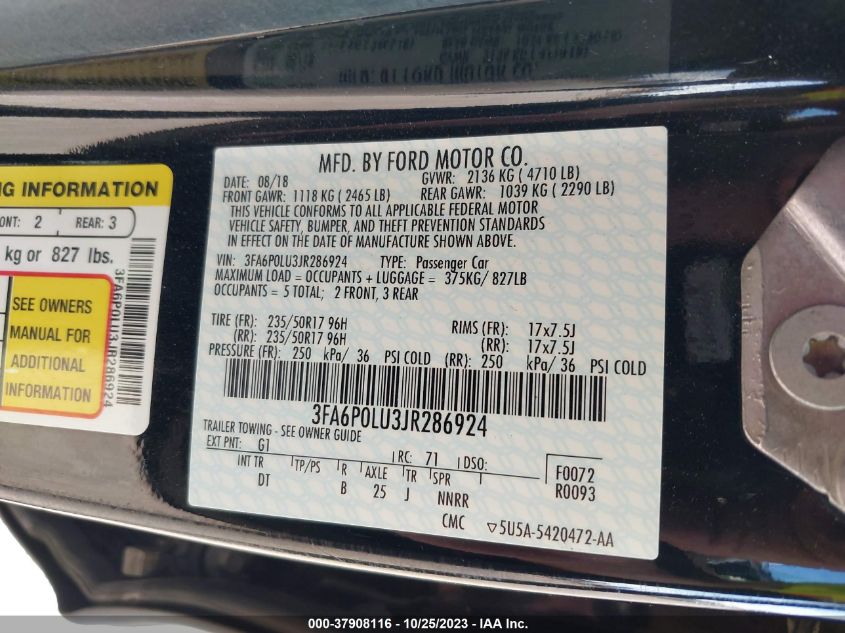 MFD. BY FORD MOTOR CO.
DATE: 08/18 GVWR: 2136 KG ( 4710 LB)
FRONT GAWR: 1118 KG ( 2465 LB) REAR GAWR: 1039 KG ( 2290 LB)
THIS VEHICLE CONFORMS TO ALL APPLICABLE FEDERAL MOTOR
VEHICLE SAFETY, BUMPER, AND THEFT PREVENTION STANDARDS
IN EFFECT ON THE DATE OF MANUFACTURE SHOWN ABOVE.
VIN: 3FA6P0LU3JR286924 TYPE: Passenger Car
MAXIMUM LOAD = OCCUPANTS + LUGGAGE = 375KG/ 827LB
OCCUPANTS = 5 TOTAL; 2 FRONT, 3 REAR
TIRE (FR): 235/50R17 96H RIMS (FR): 17x7.5J
(RR): 235/50R17 96H (RR): 17x7.5J
PRESSURE (FR): 250 kPa/ 36 PSI COLD (RR): 250 kPa/ 36 PSI COLD
3FA6P0LU3JR286924
TRAILER TOWING - SEE OWNER GUIDE
EXT PNT: G1 RC: 71 DSO:
INT TR TP/PS R AXLE TR SPR
DT B 25 J NNRR
F0072
R0093
CMC ▽5U5A-5420472-AA
INFORMATION
2 REAR: 3
kg or 827 lbs.
3FA6P0LU3JR286924
SEE OWNERS
MANUAL FOR
ADDITIONAL
INFORMATION
000-37908116 - 10/25/2023 - IAA Inc.